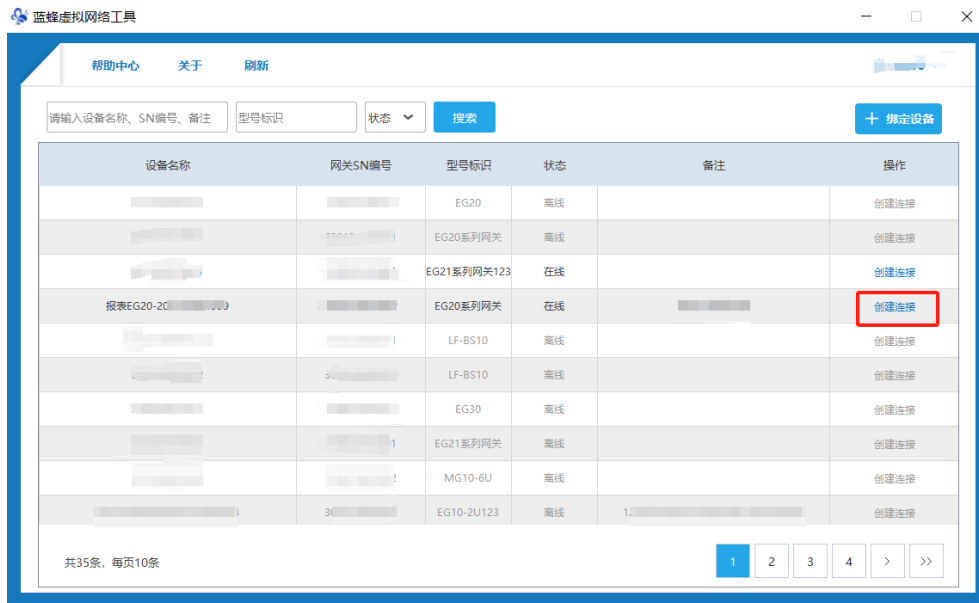 蓝蜂虚拟网络工具
帮助中心 关于 刷新
请输入设备名称、SN编号、备注 型号标识 状态 搜索 绑定设备
设备名称 网关SN编号 型号标识 状态 备注 操作
EG20 离线 创建连接
EG20系列网关 离线 创建连接
EG21系列网关123 在线 创建连接
报表EG20-20 EG20系列网关 在线 创建连接
LF-BS10 离线 创建连接
LF-BS10 离线 创建连接
EG30 离线 创建连接
EG21系列网关 离线 创建连接
MG10-6U 离线 创建连接
EG10-2U123 离线 创建连接
共35条，每页10条 1 2 3 4 > >>